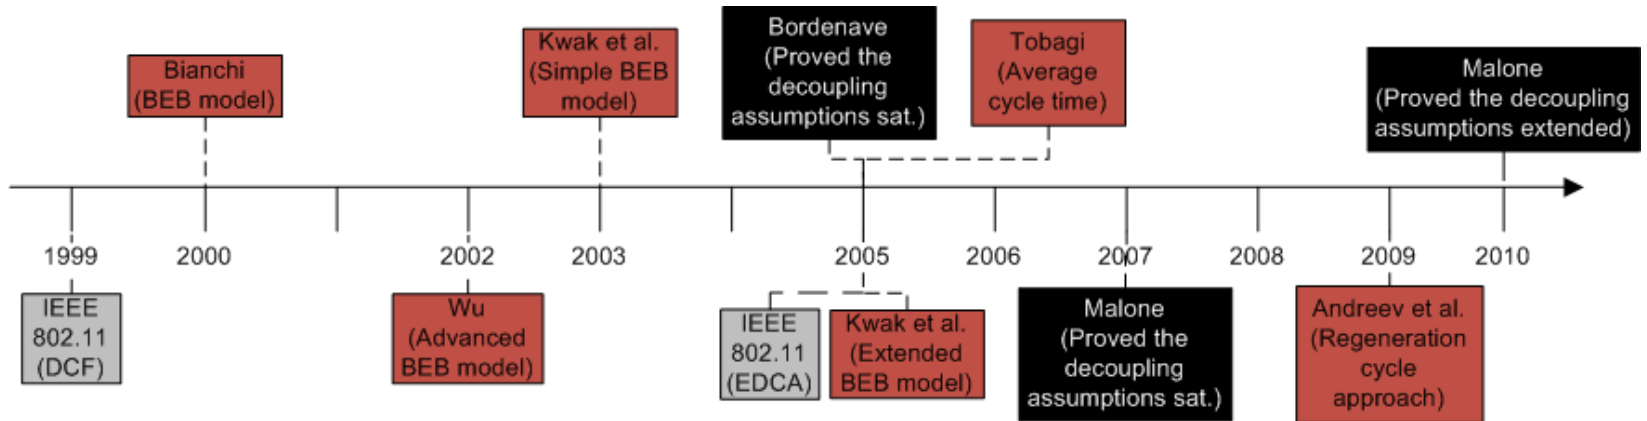 Bianchi
(BEB model)
Kwak et al.
(Simple BEB
model)
Bordenave
(Proved the
decoupling
assumptions sat.)
Tobagi
(Average
cycle time)
Malone
(Proved the decoupling
assumptions extended)
1999
2000
2002
2003
2005
2006
2007
2008
2009
2010
IEEE
802.11
(DCF)
Wu
(Advanced
BEB model)
IEEE
802.11
(EDCA)
Kwak et al.
(Extended
BEB model)
Malone
(Proved the
decoupling
assumptions sat.)
Andreev et al.
(Regeneration
cycle
approach)